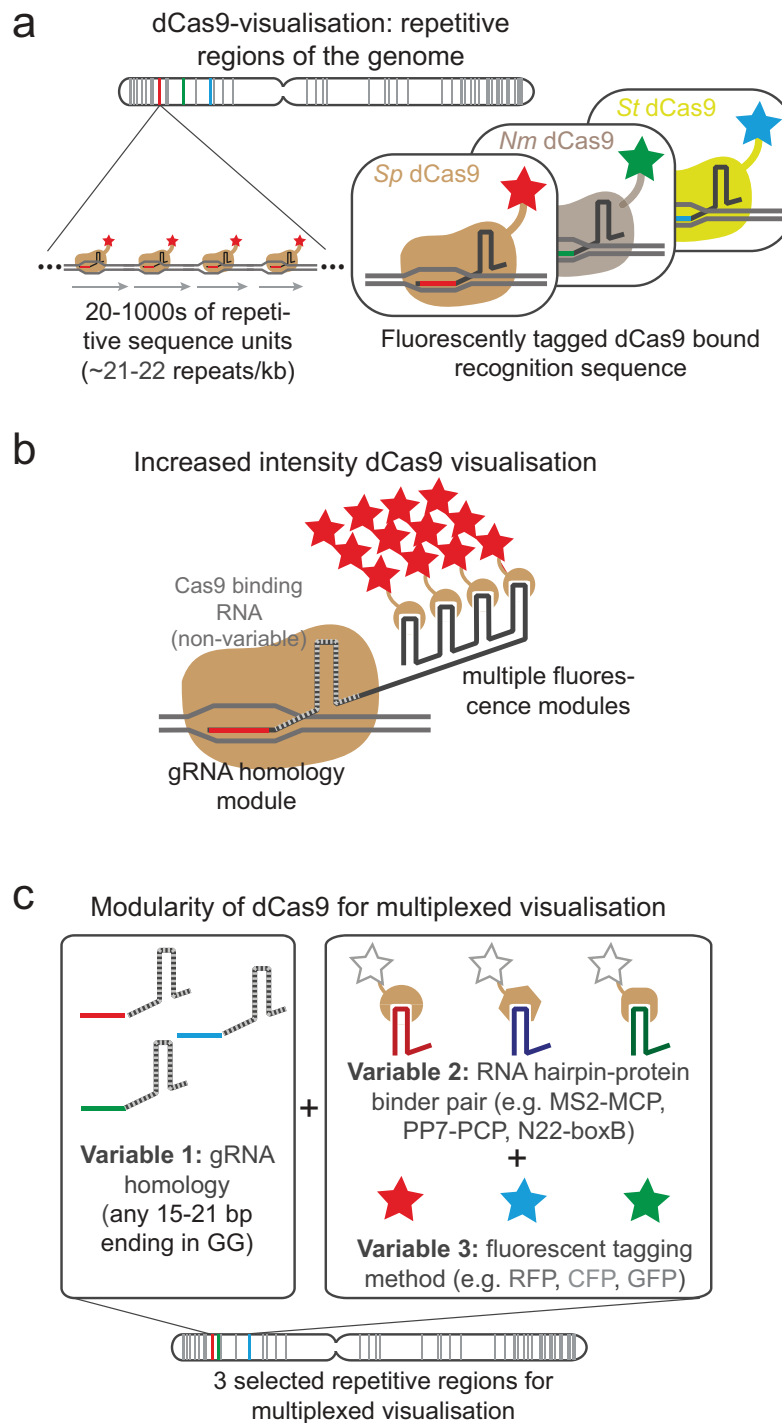 a
dCas9-visualisation: repetitive
regions of the genome
St dCas9
Nm dCas9
Sp dCas9
20-1000s of repeti-
tive sequence units
(~21-22 repeats/kb)
Fluorescently tagged dCas9 bound
recognition sequence
b
Increased intensity dCas9 visualisation
Cas9 binding
RNA
(non-variable)
multiple fluores-
cence modules
gRNA homology
module
c
Modularity of dCas9 for multiplexed visualisation
Variable 1: gRNA
homology
(any 15-21 bp
ending in GG)
+
Variable 2: RNA hairpin-protein
binder pair (e.g. MS2-MCP,
PP7-PCP, N22-boxB)
+
Variable 3: fluorescent tagging
method (e.g. RFP, CFP, GFP)
3 selected repetitive regions for
multiplexed visualisation